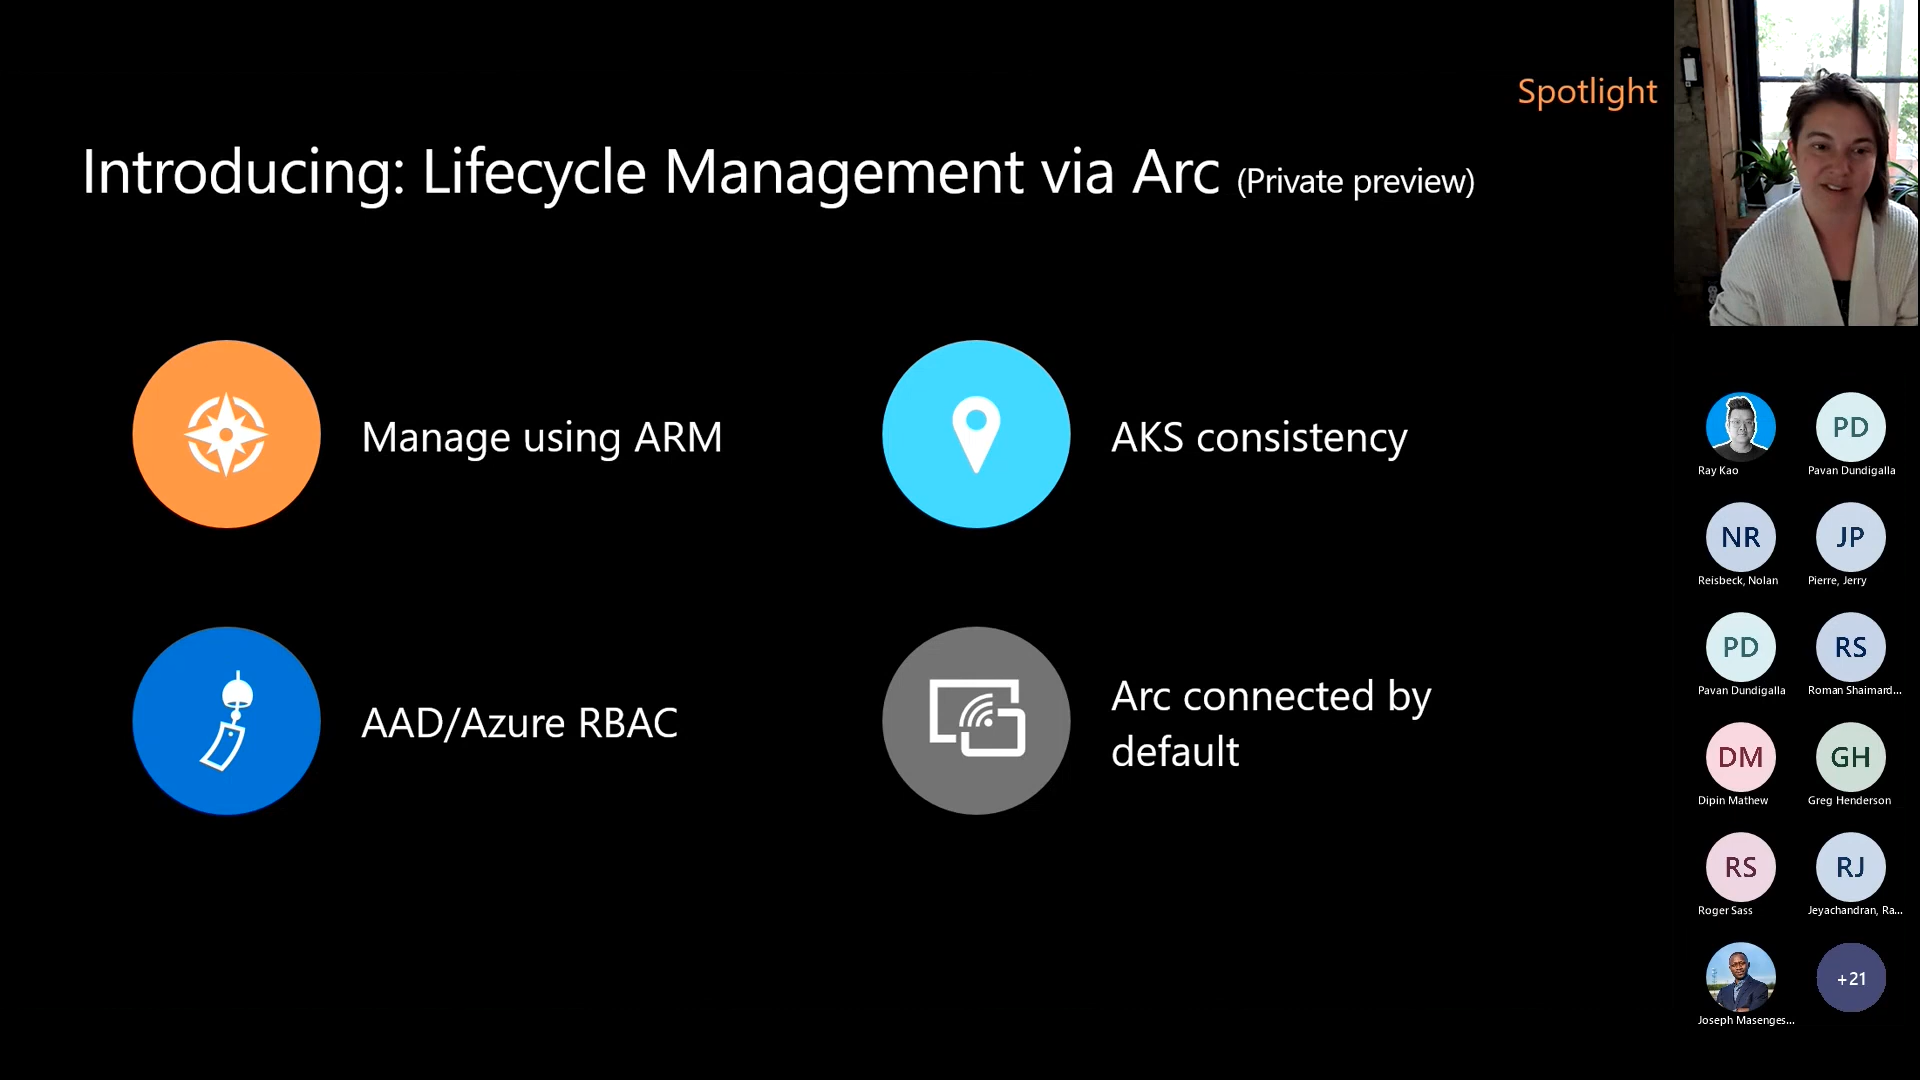 Spotlight
Introducing: Lifecycle Management via Arc (Private preview)
Manage using ARM
AKS consistency
AAD/Azure RBAC
Arc connected by
default
Ray Kao
PD
Pavan Dundigalla
NR
Reisbeck, Nolan
JP
Pierre, Jerry
PD
Pavan Dundigalla
RS
Roman Shaimard...
DM
Dipin Mathew
GH
Greg Henderson
RS
Roger Sass
RJ
Jeyachandran, Ra...
Joseph Masenges...
+21